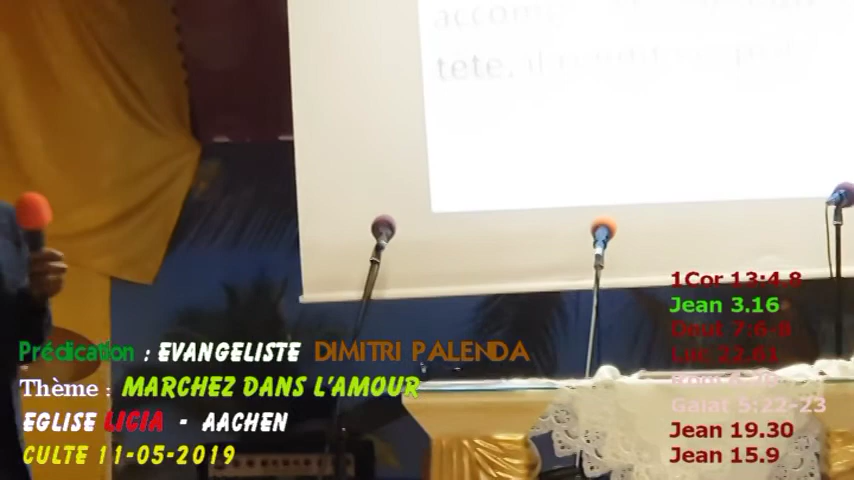 tête, il
1Cor 13:4.8
Jean 3.16
Deut 7:6-8
Luc 22.61
Galat 5:22-23
Jean 19.30
Jean 15.9
Prédication : EVANGELISTE DIMITRI PALENDA
Thème : MARCHEZ DANS L'AMOUR
EGLISE LICIA - AACHEN
CULTE 11-05-2019